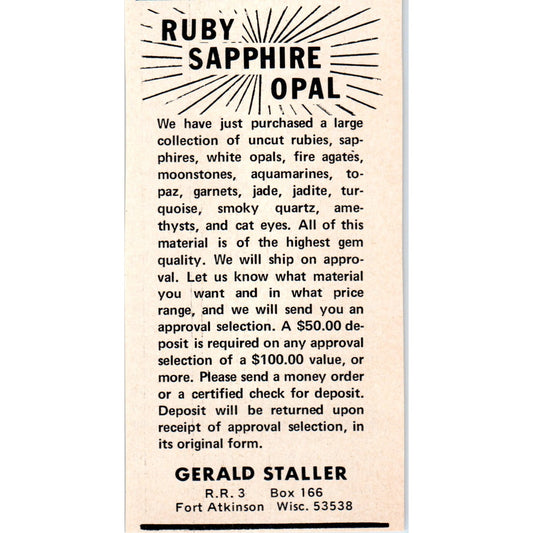 RUBY
SAPPHIRE
OPAL
We have just purchased a large
collection of uncut rubies, sap-
phires, white opals, fire agates,
moonstones, aquamarines, to-
paz, garnets, jade, jadite, tur-
quoise, smoky quartz, ame-
thysts, and cat eyes. All of this
material is of the highest gem
quality. We will ship on appro-
val. Let us know what material
you want and in what price
range, and we will send you an
approval selection. A $50.00 de-
posit is required on any approval
selection of a $100.00 value, or
more. Please send a money order
or a certified check for deposit.
Deposit will be returned upon
receipt of approval selection, in
its original form.
GERALD STALLER
R.R. 3 Box 166
Fort Atkinson Wisc. 53538